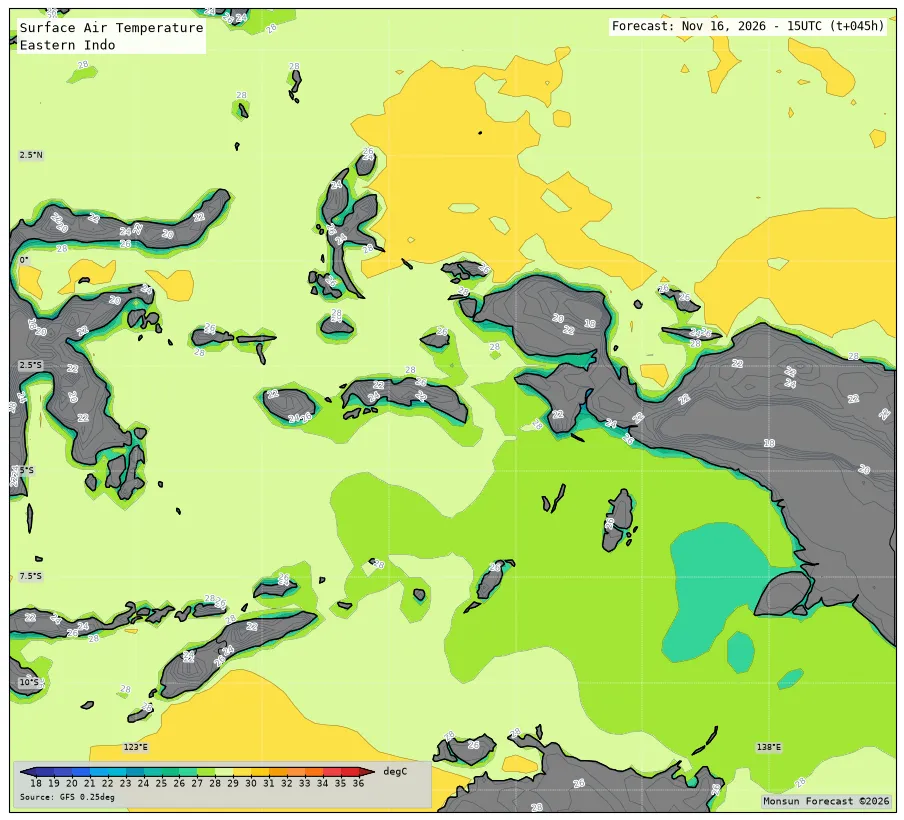 Surface Air Temperature
Eastern Indo
Forecast: Nov 16, 2026 - 15UTC (t+045h)
2.5°N
0°
2.5°S
5°S
7.5°S
10°S
123°E
138°E
18 19 20 21 22 23 24 25 26 27 28 29 30 31 32 33 34 35 36
degC
Source: GFS 0.25deg
Monsun Forecast ©2026